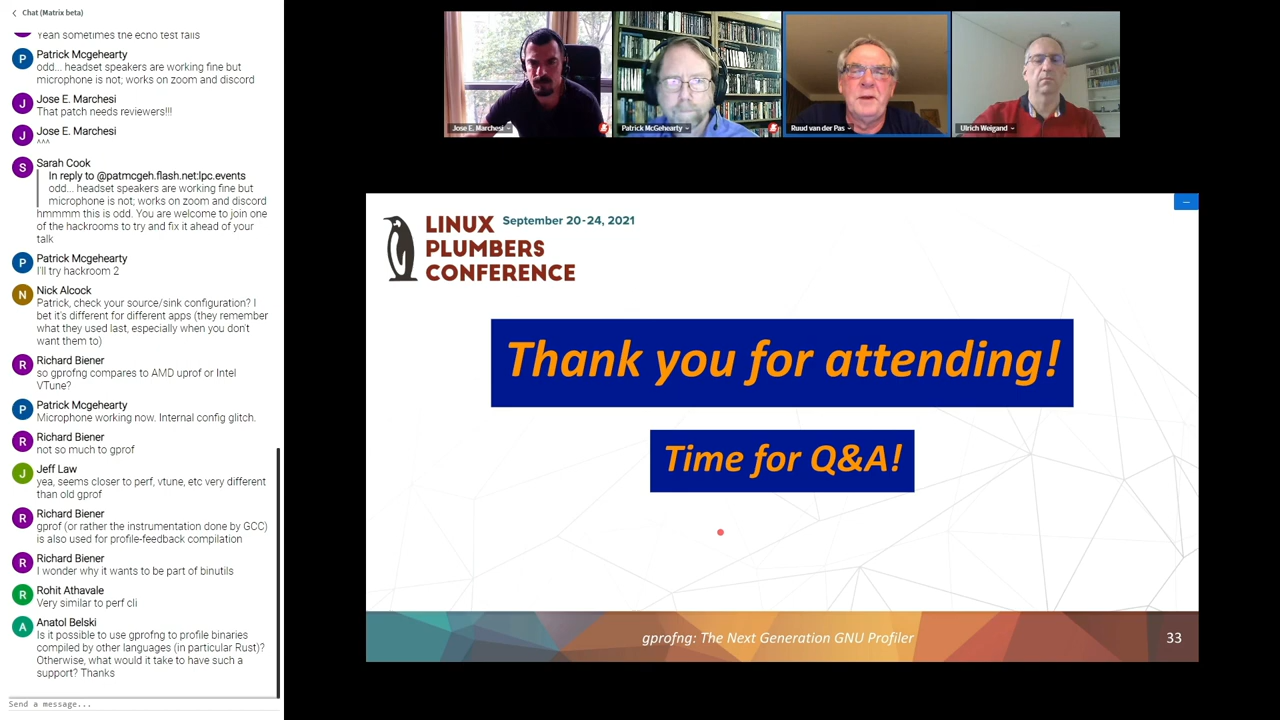 Chat (Matrix beta)
Yeah sometimes the echo test fails
P
Patrick Mcgehearty
odd... headset speakers are working fine but
microphone is not; works on zoom and discord
J
Jose E. Marchesi
That patch needs reviewers!!!
J
Jose E. Marchesi
^^^
S
Sarah Cook
In reply to @patmcgeh.flash.net:lpc.events
odd... headset speakers are working fine but
microphone is not; works on zoom and discord
hmmmm this is odd. You are welcome to join one
of the hackrooms to try and fix it ahead of your
talk
P
Patrick Mcgehearty
I'll try hackroom 2
N
Nick Alcock
Patrick, check your source/sink configuration? I
bet it's different for different apps (they remember
what they used last, especially when you don't
want them to)
R
Richard Biener
so gprofng compares to AMD uprof or Intel
VTune?
P
Patrick Mcgehearty
Microphone working now. Internal config glitch.
R
Richard Biener
not so much to gprof
J
Jeff Law
yea, seems closer to perf, vtune, etc very different
than old gprof
R
Richard Biener
gprof (or rather the instrumentation done by GCC)
is also used for profile-feedback compilation
R
Richard Biener
I wonder why it wants to be part of binutils
R
Rohit Athavale
Very similar to perf cli
A
Anatol Belski
Is it possible to use gprofng to profile binaries
compiled by other languages (in particular Rust)?
Otherwise, what would it take to have such a
support? Thanks
Send a message...
Jose E. Marchesi
Patrick McGehearty
Ruud van der Pas
Ulrich Weigand
LINUX
PLUMBERS
CONFERENCE
September 20-24, 2021
Thank you for attending!
Time for Q&A!
gprofng: The Next Generation GNU Profiler
33